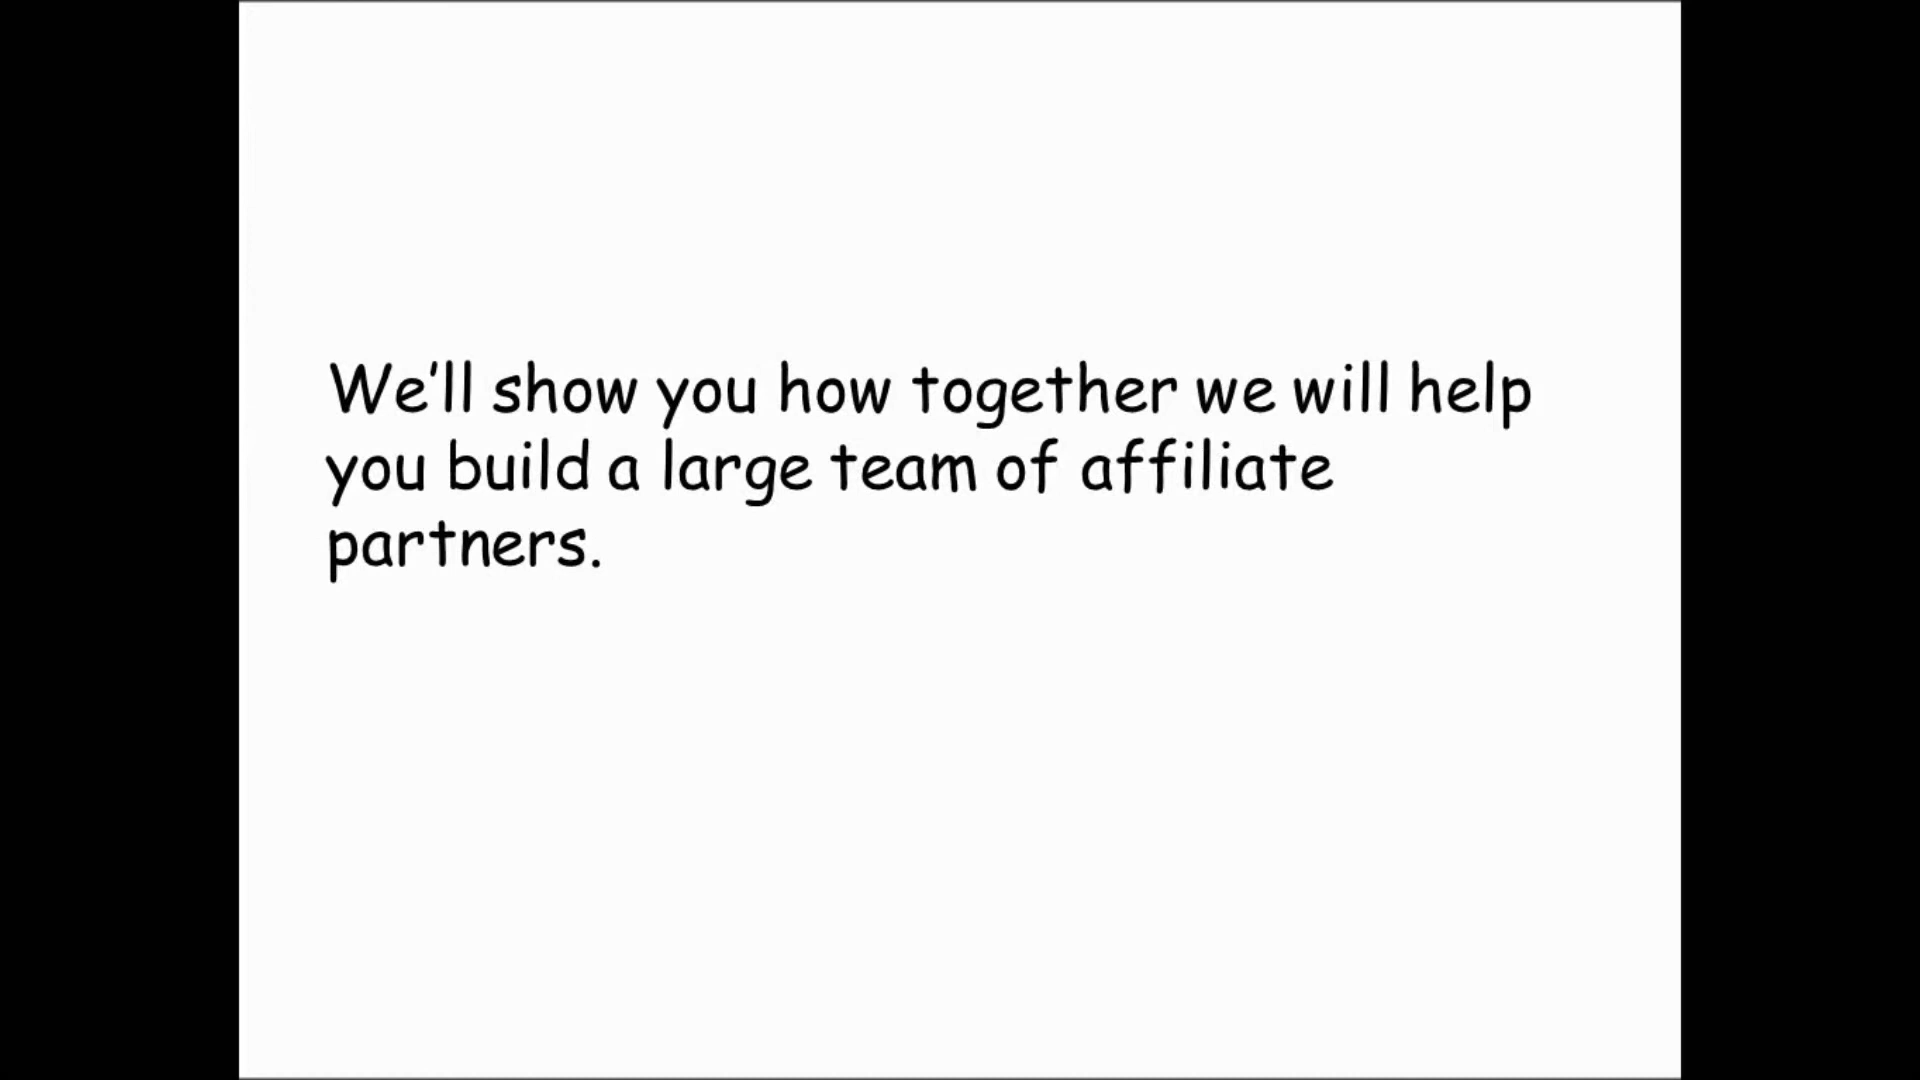 We'll show you how together we will help
you build a large team of affiliate
partners.